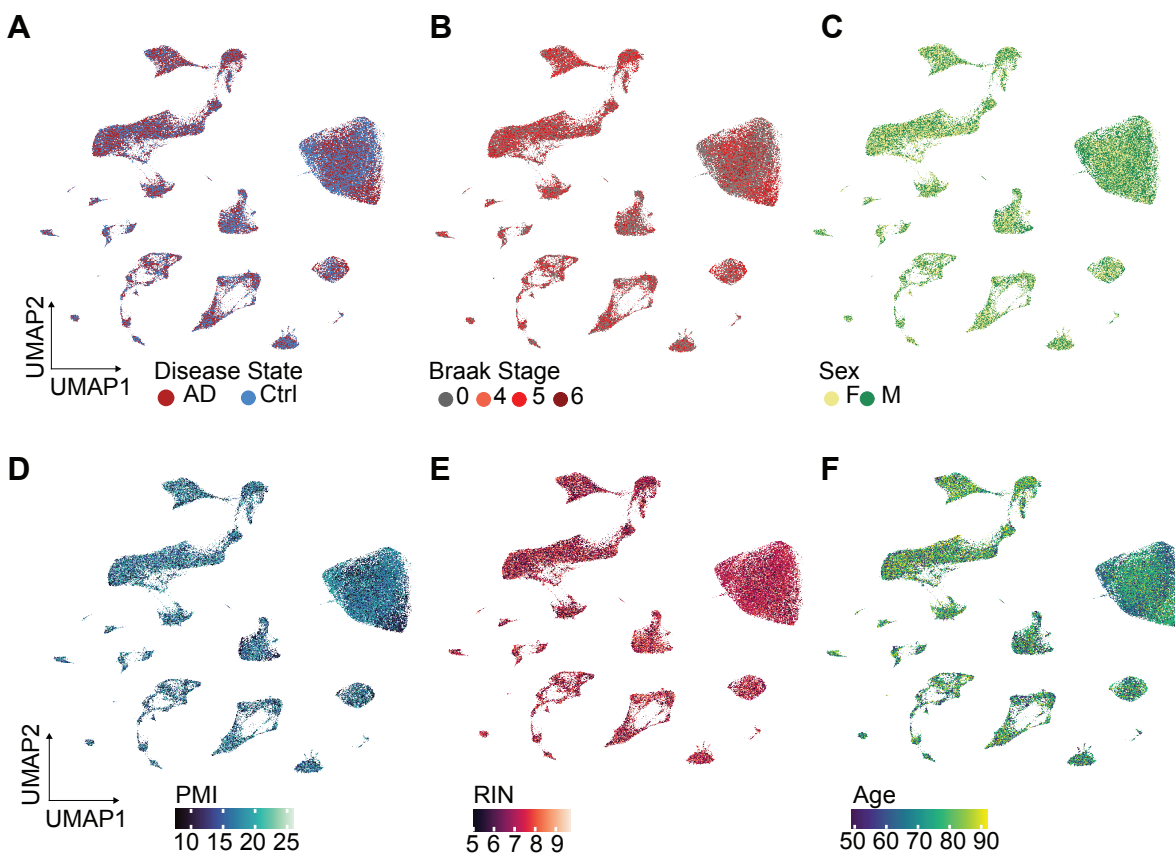 A
B
C
UMAP2
UMAP1
Disease State
AD Ctrl
Braak Stage
0 4 5 6
Sex
F M
D
E
F
UMAP2
UMAP1
PMI
10 15 20 25
RIN
5 6 7 8 9
Age
50 60 70 80 90